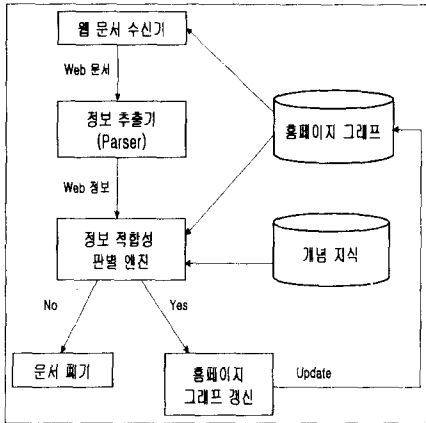 웹 문서 수신기
Web 문서
정보 추출기
(Parser)
홈페이지 그래프
Web 정보
정보 적합성
판별 엔진
개념 지식
No
Yes
문서 폐기
홈페이지
그래프 갱신
Update